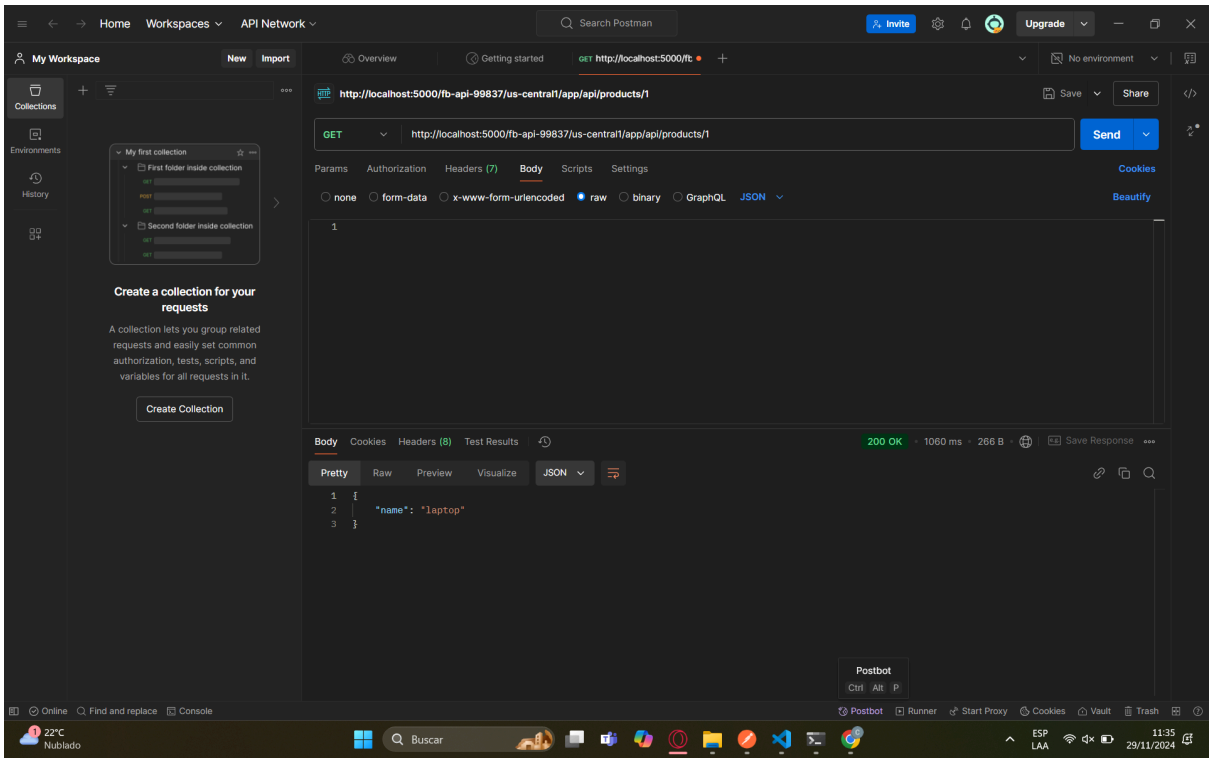 Home Workspaces API Network Search Postman Invite Upgrade
My Workspace New Import Overview Getting started GET http://localhost:5000/fb No environment
Collections
http://localhost:5000/fb-api-99837/us-central1/app/api/products/1 Save Share
Environments
GET http://localhost:5000/fb-api-99837/us-central1/app/api/products/1 Send
History
Params Authorization Headers (7) Body Scripts Settings Cookies
none form-data x-www-form-urlencoded raw binary GraphQL JSON Beautify
1
My first collection
First folder inside collection
GET
POST
GET
Second folder inside collection
GET
GET
Create a collection for your
requests
A collection lets you group related
requests and easily set common
authorization, tests, scripts, and
variables for all requests in it.
Create Collection
Body Cookies Headers (8) Test Results 200 OK 1060 ms 266 B Save Response
Pretty Raw Preview Visualize JSON
1 {
2 "name": "laptop"
3 }
Postbot
Ctrl Alt P
Online Find and replace Console Postbot Runner Start Proxy Cookies Vault Trash
1 22°C
Nublado
Buscar
ESP
LAA
11:35
29/11/2024